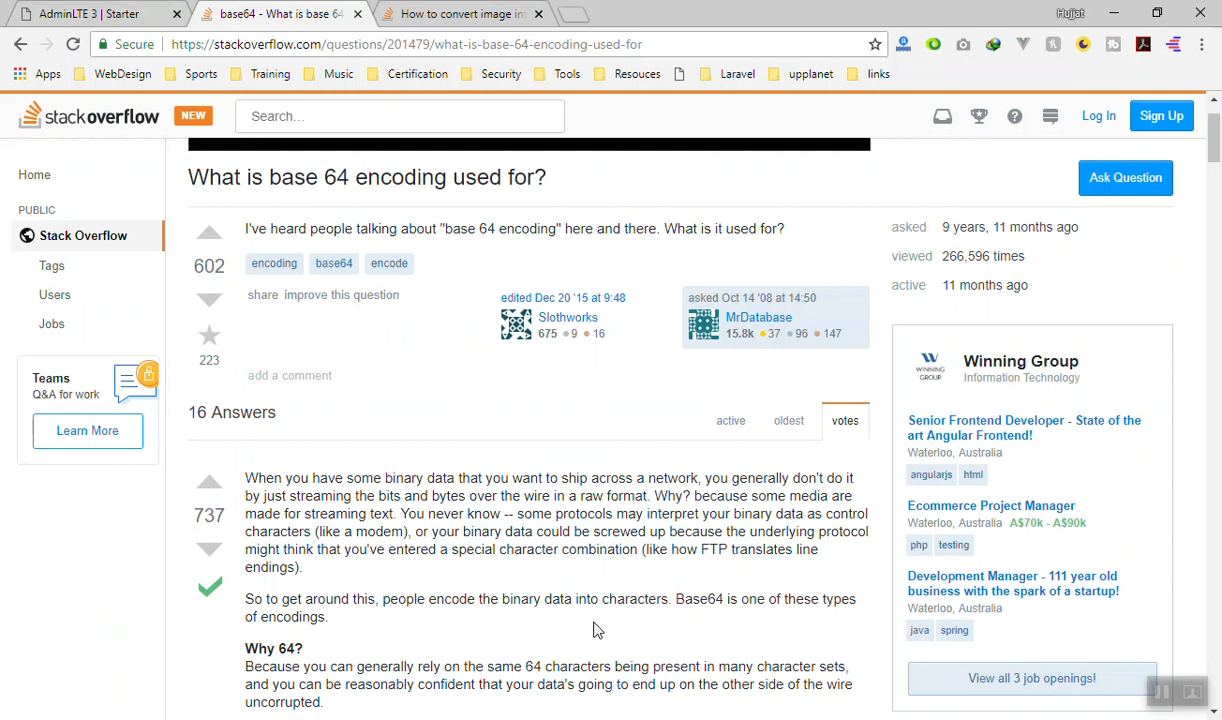 AdminLTE 3 | Starter
base64 - What is base 64
How to convert image in
Hujjat
Secure https://stackoverflow.com/questions/201479/what-is-base-64-encoding-used-for
Apps WebDesign Sports Training Music Certification Security Tools Resouces Laravel upplanet links
stackoverflow NEW Search... Log In Sign Up
Home
PUBLIC
Stack Overflow
Tags
Users
Jobs
Teams
Q&A for work
Learn More
What is base 64 encoding used for?
Ask Question
I've heard people talking about "base 64 encoding" here and there. What is it used for?
602
encoding base64 encode
share improve this question
edited Dec 20 '15 at 9:48
Slothworks
675 9 16
asked Oct 14 '08 at 14:50
MrDatabase
15.8k 37 96 147
223
add a comment
16 Answers
active oldest votes
737
When you have some binary data that you want to ship across a network, you generally don't do it
by just streaming the bits and bytes over the wire in a raw format. Why? because some media are
made for streaming text. You never know -- some protocols may interpret your binary data as control
characters (like a modem), or your binary data could be screwed up because the underlying protocol
might think that you've entered a special character combination (like how FTP translates line
endings).
So to get around this, people encode the binary data into characters. Base64 is one of these types
of encodings.
Why 64?
Because you can generally rely on the same 64 characters being present in many character sets,
and you can be reasonably confident that your data's going to end up on the other side of the wire
uncorrupted.
asked 9 years, 11 months ago
viewed 266,596 times
active 11 months ago
WINNING GROUP
Winning Group
Information Technology
Senior Frontend Developer - State of the
art Angular Frontend!
Waterloo, Australia
angularjs html
Ecommerce Project Manager
Waterloo, Australia A$70k - A$90k
php testing
Development Manager - 111 year old
business with the spark of a startup!
Waterloo, Australia
java spring
View all 3 job openings!